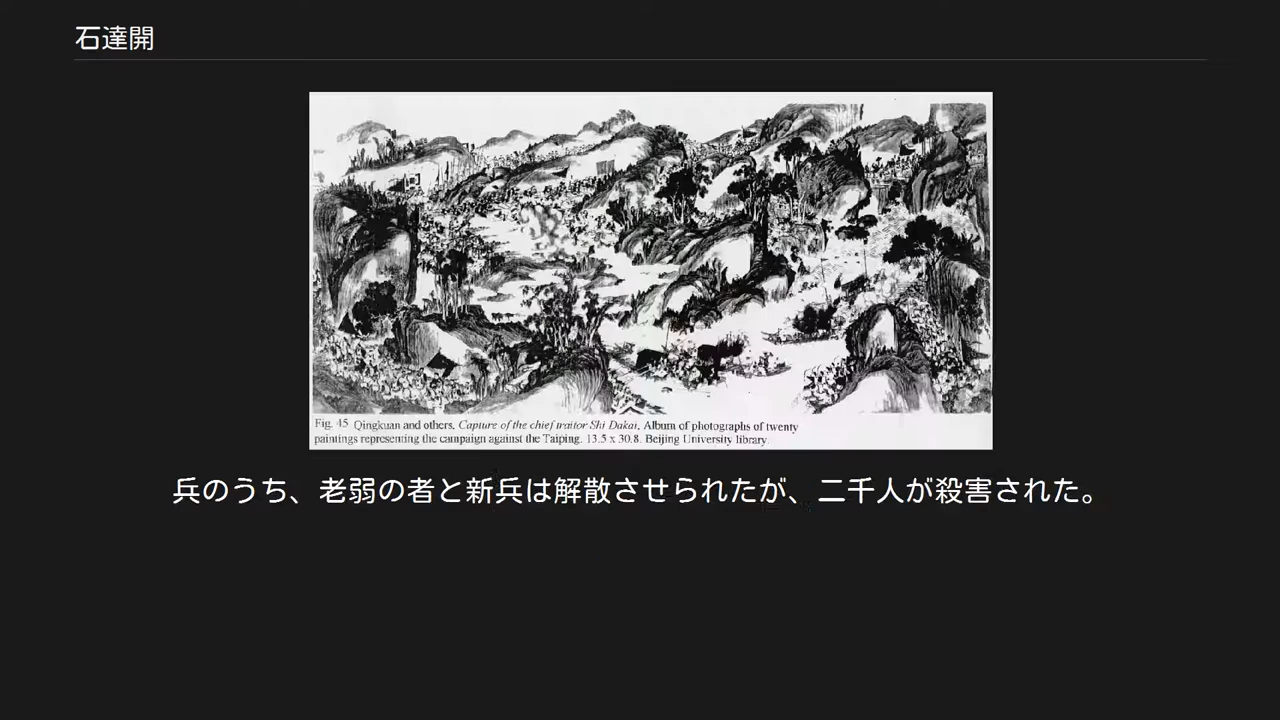 石達開
Fig. 45 Qingkuan and others. Capture of the chief traitor Shi Dakai. Album of photographs of twenty
paintings representing the campaign against the Taiping. 13.5 x 30.8. Beijing University library.
兵のうち、老弱の者と新兵は解散させられたが、二千人が殺害された。